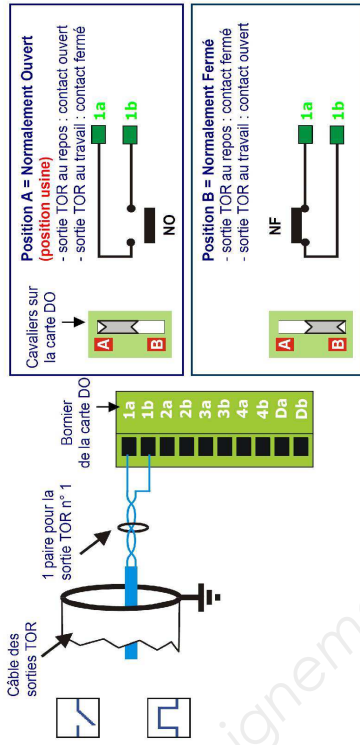 Câble des
sorties TOR
1 paire pour la
sortie TOR n° 1
Bornier
de la carte DO
1a
1b
2a
2b
3a
3b
4a
4b
Da
Db
Cavaliers sur
la carte DO
A
B
Position A = Normalement Ouvert
(position usine)
- sortie TOR au repos : contact ouvert
- sortie TOR au travail : contact fermé
NO
1a
1b
A
B
Position B = Normalement Fermé
- sortie TOR au repos : contact fermé
- sortie TOR au travail : contact ouvert
NF
1a
1b